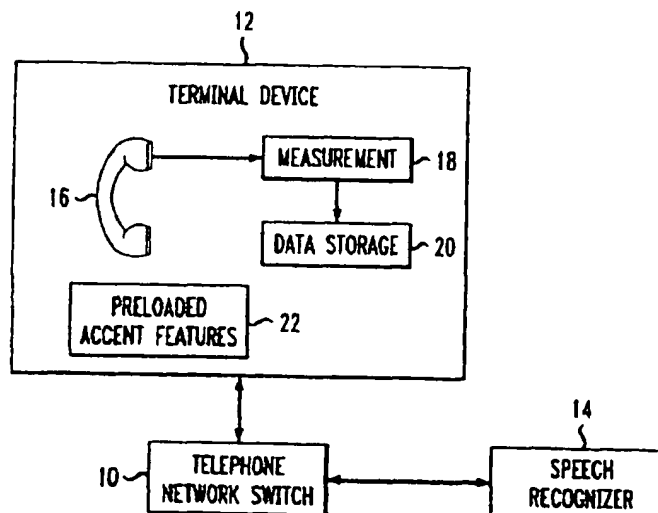 12
TERMINAL DEVICE
16
MEASUREMENT
18
DATA STORAGE
20
PRELOADED
ACCENT FEATURES
22
10
TELEPHONE
NETWORK SWITCH
14
SPEECH
RECOGNIZER